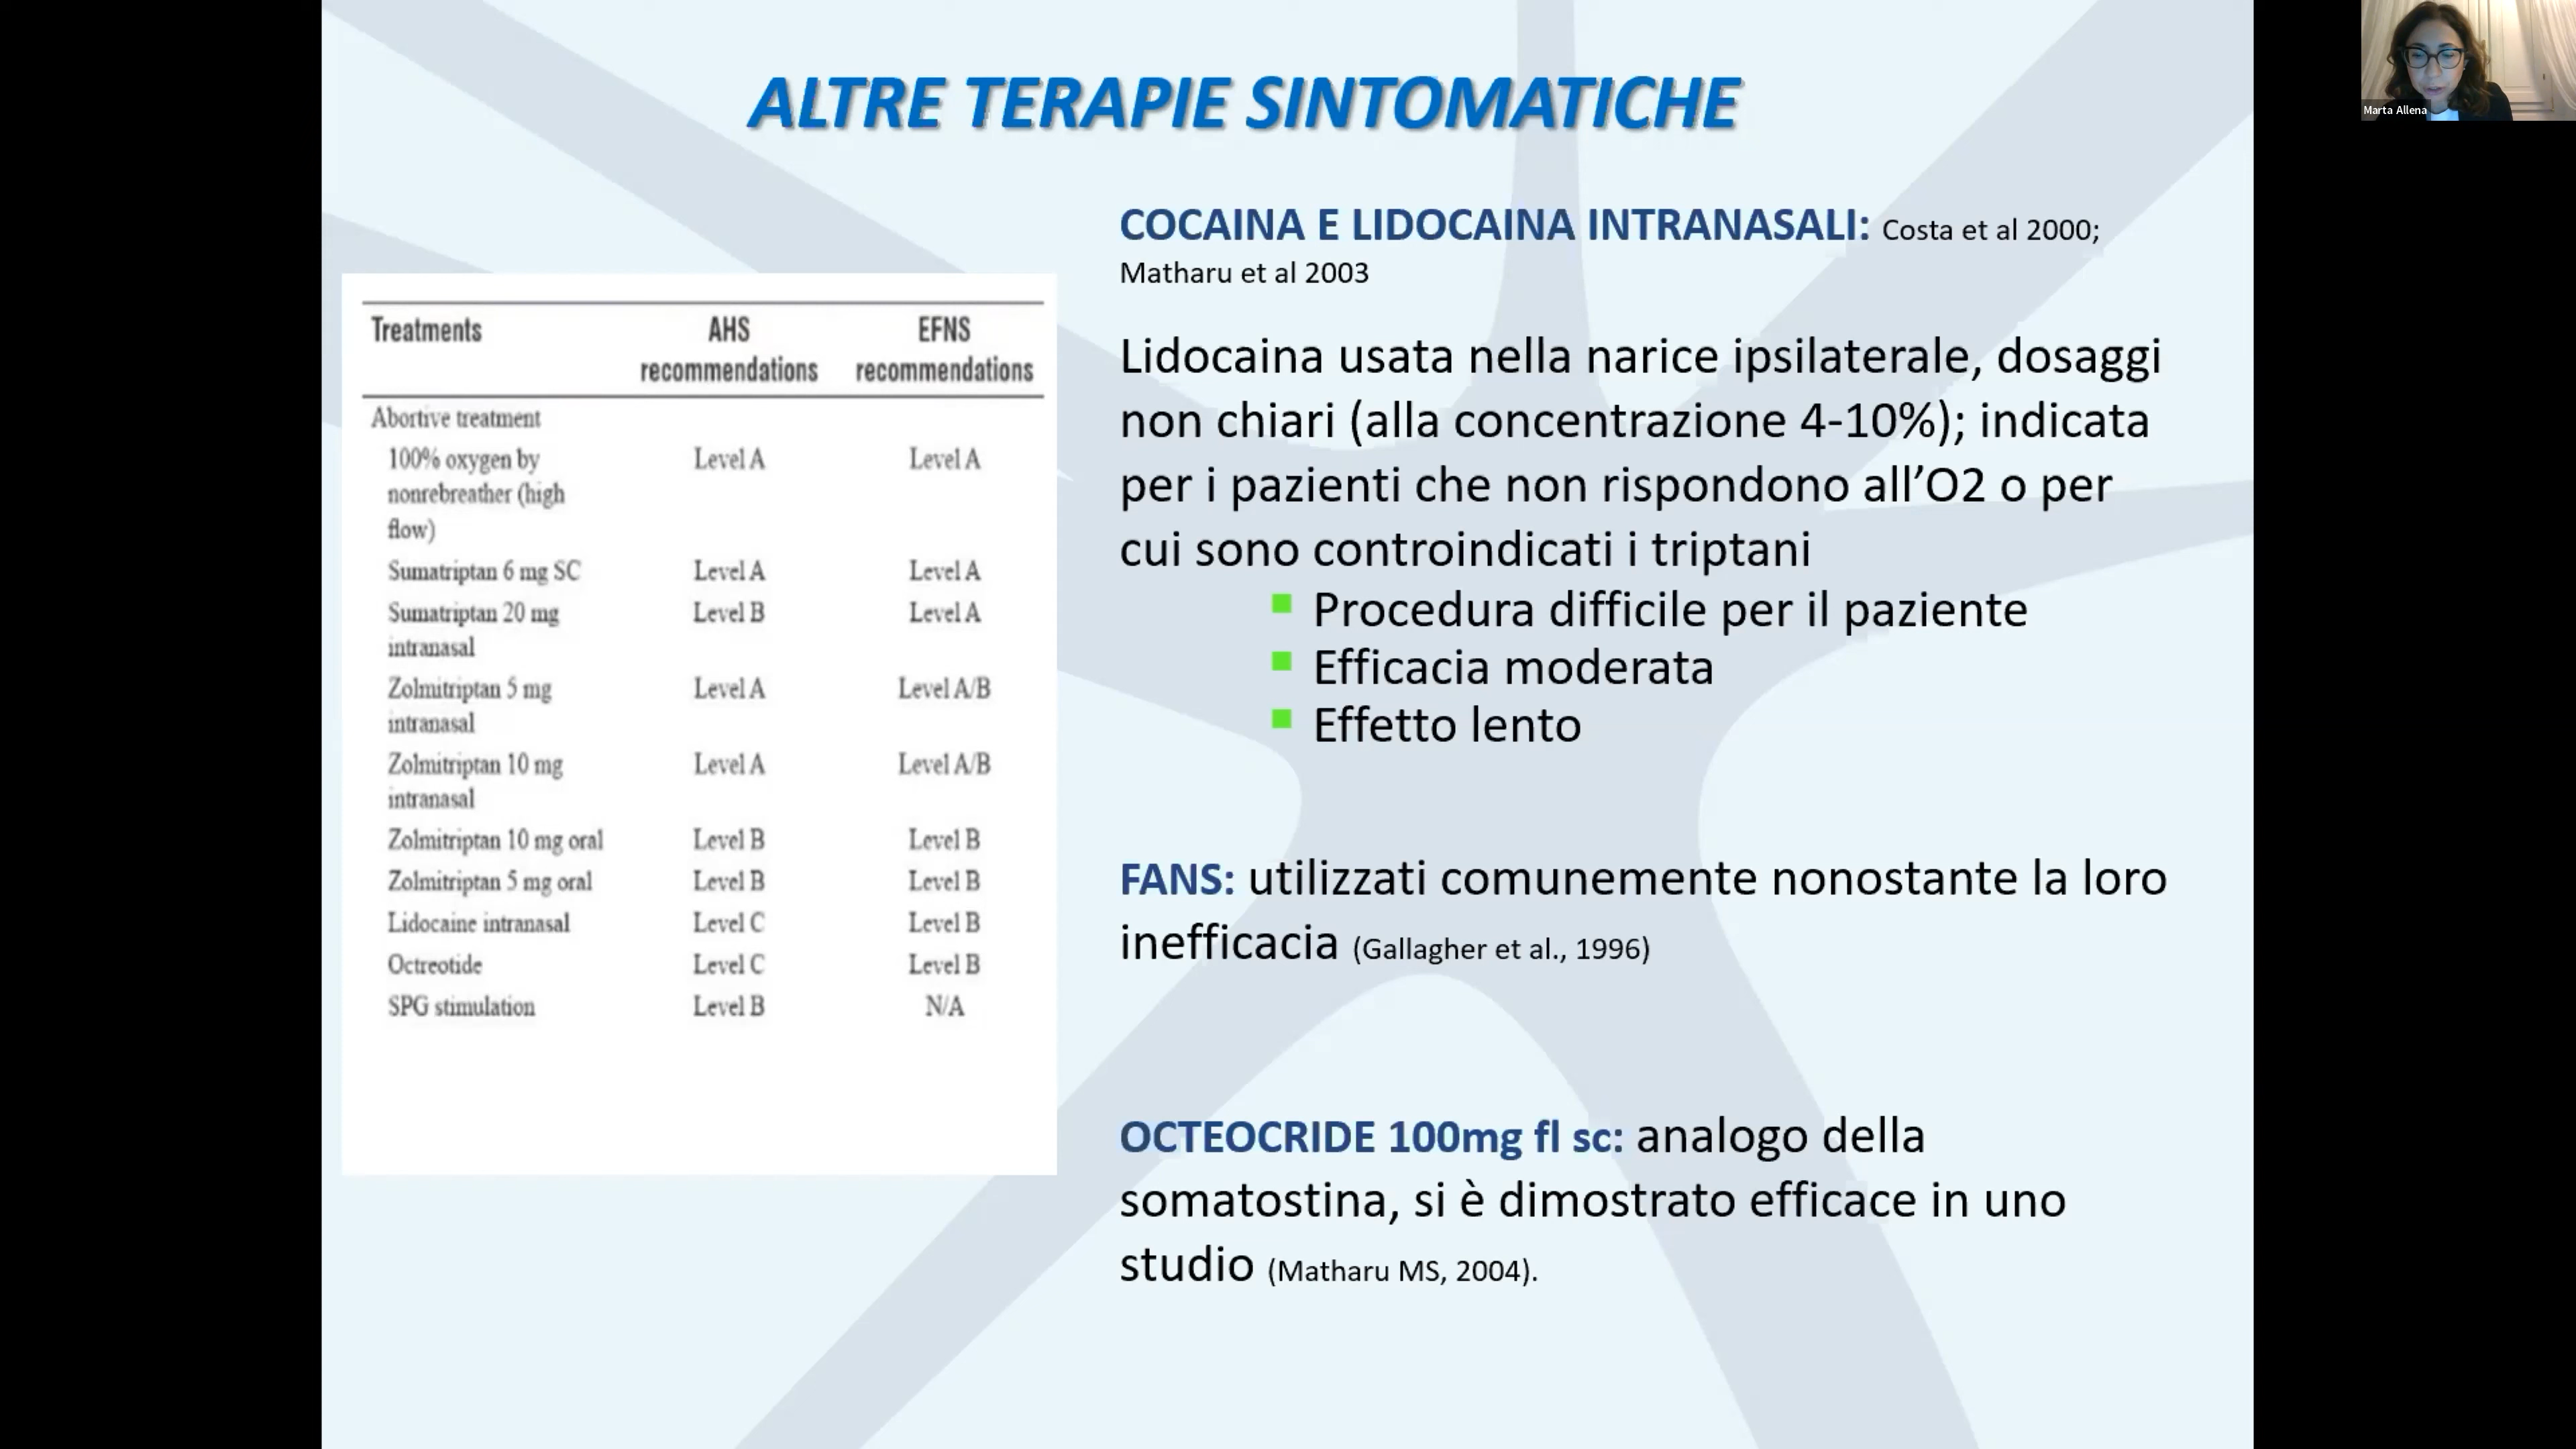 ALTRE TERAPIE SINTOMATICHE
Marta Allena
Treatments AHS recommendations EFNS recommendations
Abortive treatment
100% oxygen by nonrebreather (high flow) Level A Level A
Sumatriptan 6 mg SC Level A Level A
Sumatriptan 20 mg intranasal Level B Level A
Zolmitriptan 5 mg intranasal Level A Level A/B
Zolmitriptan 10 mg intranasal Level A Level A/B
Zolmitriptan 10 mg oral Level B Level B
Zolmitriptan 5 mg oral Level B Level B
Lidocaine intranasal Level C Level B
Octreotide Level C Level B
SPG stimulation Level B N/A
COCAINA E LIDOCAINA INTRANASALI: Costa et al 2000;
Matharu et al 2003
Lidocaina usata nella narice ipsilaterale, dosaggi
non chiari (alla concentrazione 4-10%); indicata
per i pazienti che non rispondono all’O2 o per
cui sono controindicati i triptani
Procedura difficile per il paziente
Efficacia moderata
Effetto lento
FANS: utilizzati comunemente nonostante la loro
inefficacia (Gallagher et al., 1996)
OCTEOCRIDE 100mg fl sc: analogo della
somatostina, si è dimostrato efficace in uno
studio (Matharu MS, 2004).